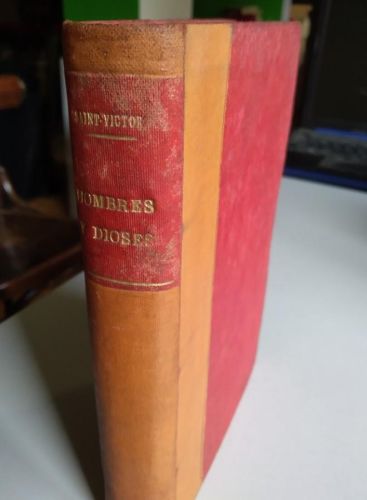 SAINT-VICTOR
HOMBRES
Y DIOSES